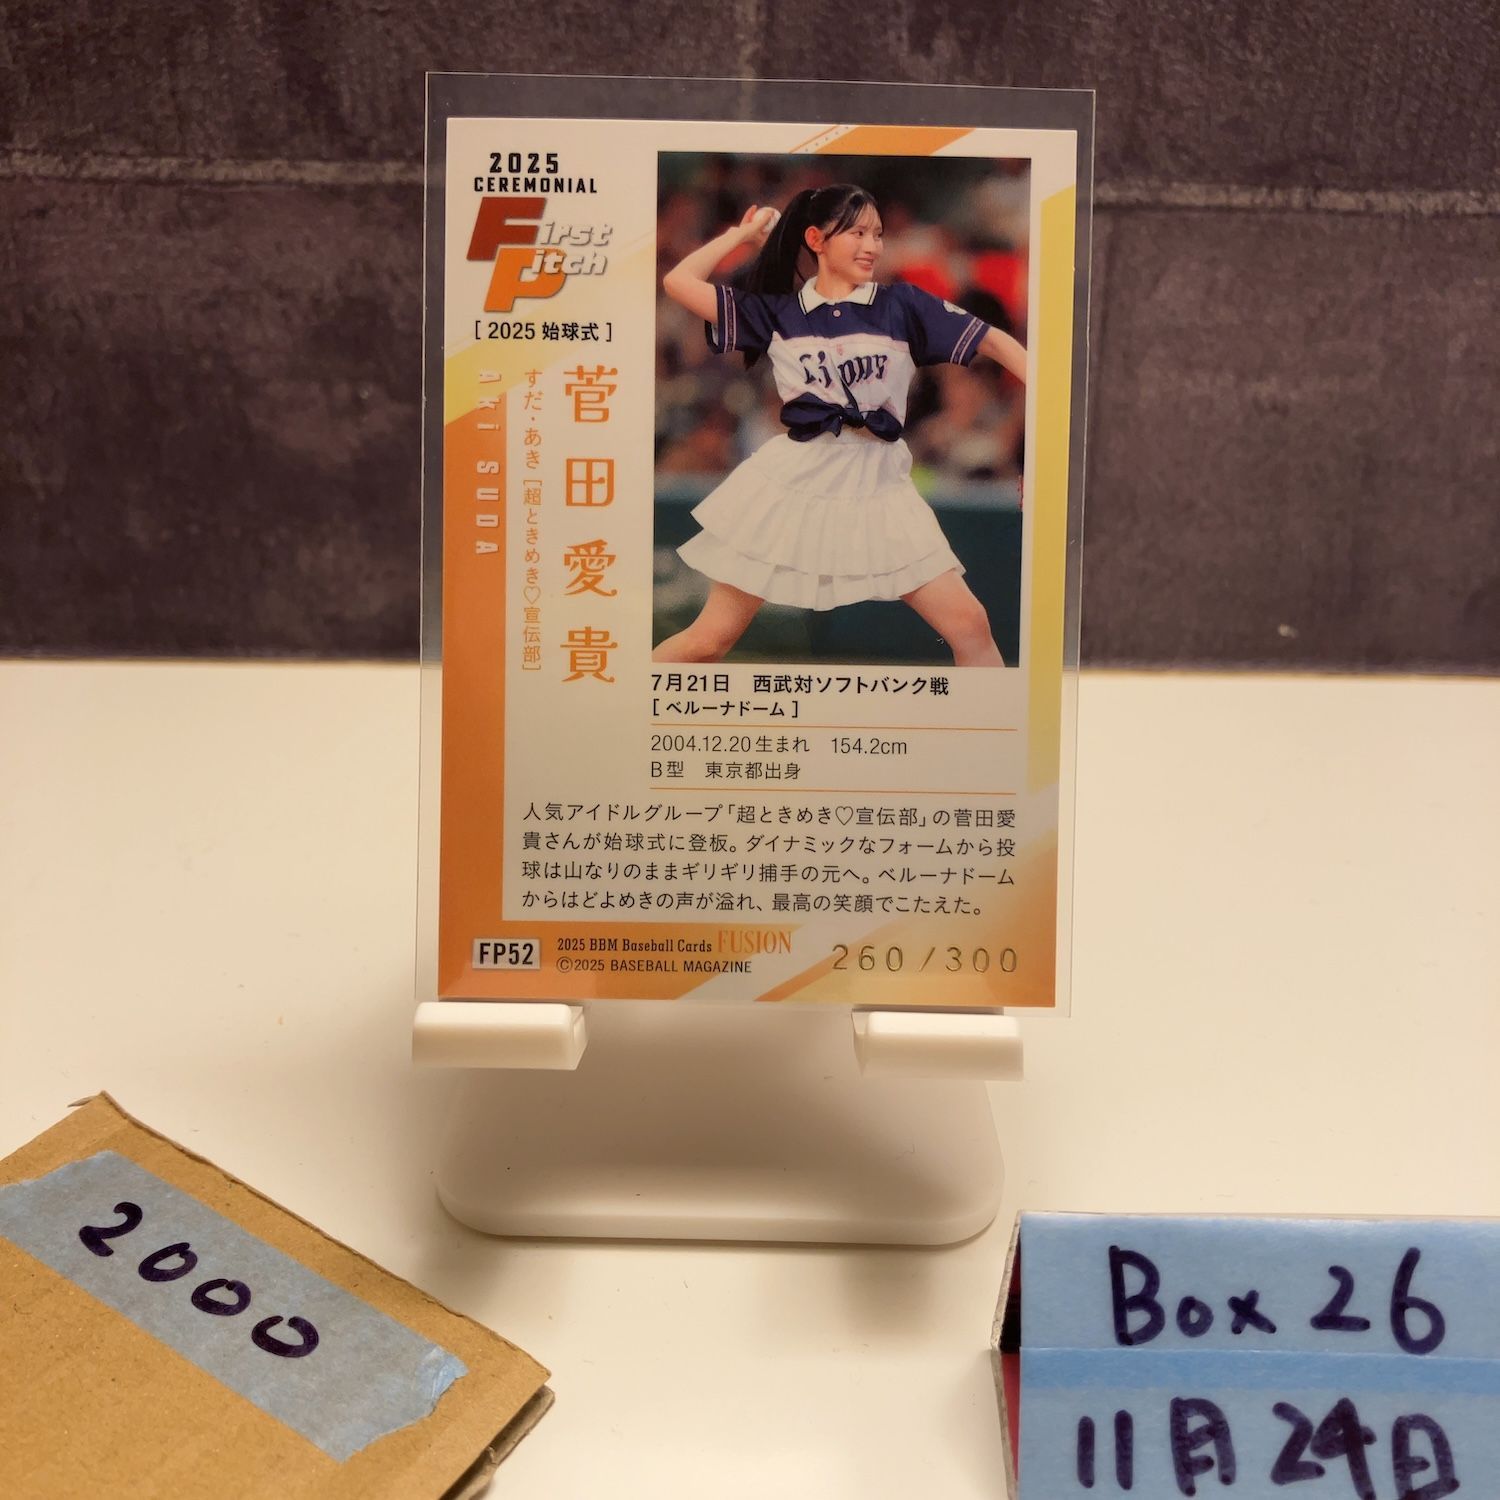 2025
CEREMONIAL
First
Pitch
[ 2025 始球式 ]
菅田愛貴
すだ・あき [超ときめき♡宣伝部]
Aki SUDA
Lions
7月21日 西武対ソフトバンク戦
[ ベルーナドーム ]
2004.12.20生まれ 154.2cm
B型 東京都出身
人気アイドルグループ「超ときめき♡宣伝部」の菅田愛
貴さんが始球式に登板。ダイナミックなフォームから投
球は山なりのままギリギリ捕手の元へ。ベルーナドーム
からはどよめきの声が溢れ、最高の笑顔でこたえた。
FP52
2025 BBM Baseball Cards FUSION
©2025 BASEBALL MAGAZINE
260/300
2000
Box 26
11月24日